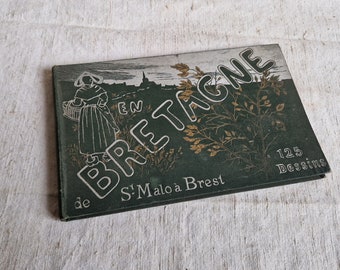 EN
BRETAGNE
de St Malo à Brest
125
Dessins